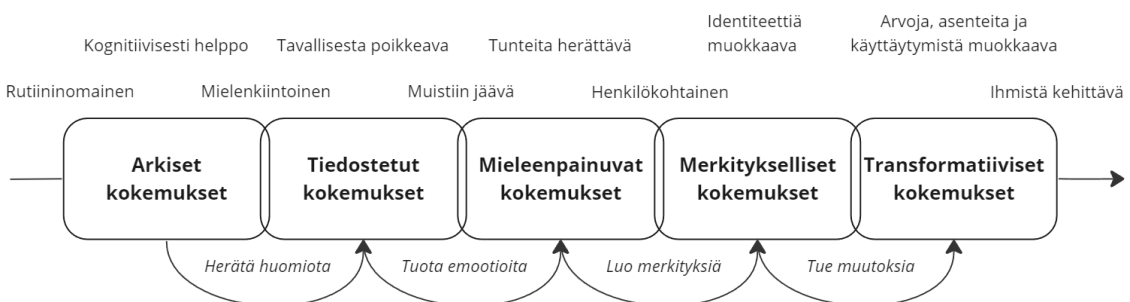 Kognitiivisesti helppo
Tavallisesta poikkeava
Tunteita herättävä
Identiteettiä
muokkaava
Arvoja, asenteita ja
käyttäytymistä muokkaava
Rutiininomainen
Mielenkiintoinen
Muistiin jäävä
Henkilökohtainen
Ihmistä kehittävä
Arkiset
kokemukset
Tiedostetut
kokemukset
Mieleenpainuvat
kokemukset
Merkitykselliset
kokemukset
Transformatiiviset
kokemukset
Herätä huomiota
Tuota emootioita
Luo merkityksiä
Tue muutoksia